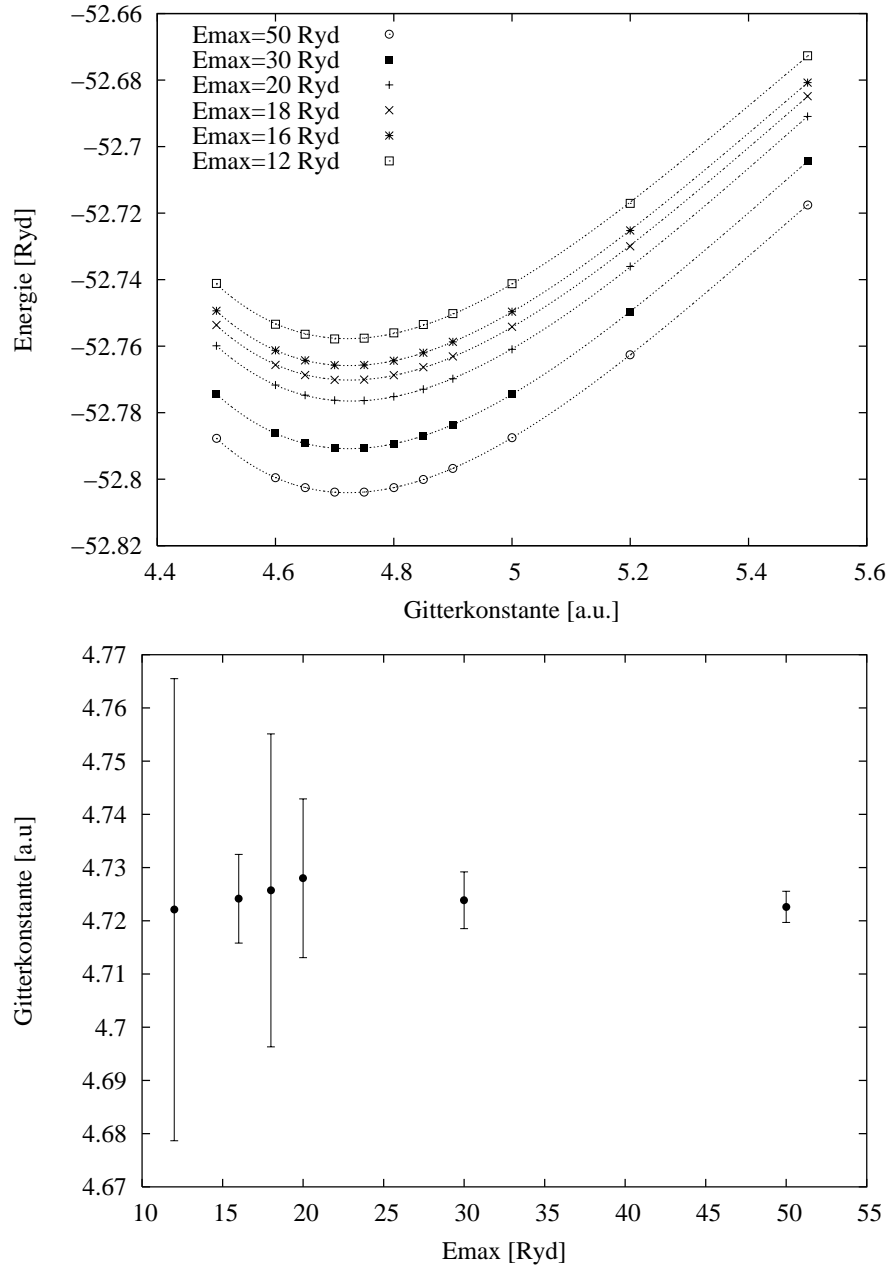 −52.66
−52.68
−52.7
−52.72
−52.74
−52.76
−52.78
−52.8
−52.82
Energie [Ryd]
Emax=50 Ryd
Emax=30 Ryd
Emax=20 Ryd
Emax=18 Ryd
Emax=16 Ryd
Emax=12 Ryd
4.4 4.6 4.8 5 5.2 5.4 5.6
Gitterkonstante [a.u.]
4.77
4.76
4.75
4.74
4.73
4.72
4.71
4.7
4.69
4.68
4.67
Gitterkonstante [a.u]
10 15 20 25 30 35 40 45 50 55
Emax [Ryd]